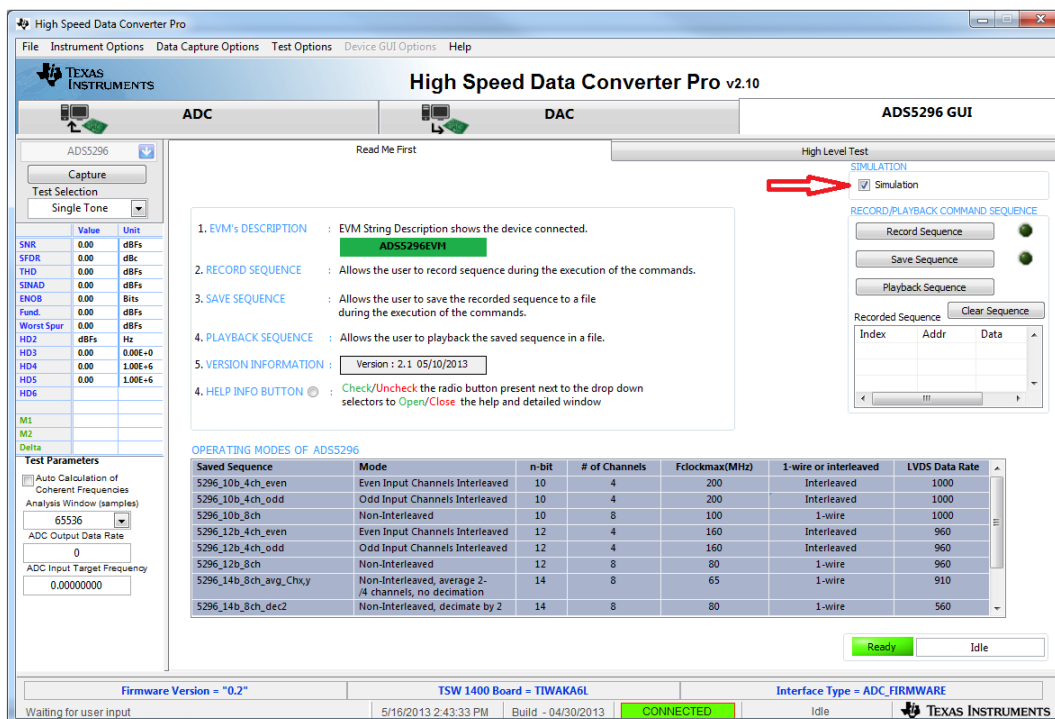 High Speed Data Converter Pro
File Instrument Options Data Capture Options Test Options Device GUI Options Help
TEXAS INSTRUMENTS
High Speed Data Converter Pro v2.10
ADC
DAC
ADS5296 GUI
ADS5296
Capture
Test Selection
Single Tone
Value Unit
SNR 0.00 dBFs
SFDR 0.00 dBc
THD 0.00 dBFs
SINAD 0.00 dBFs
ENOB 0.00 Bits
Fund. 0.00 dBFs
Worst Spur 0.00 dBFs
HD2 dBFs Hz
HD3 0.00 0.00E+0
HD4 0.00 1.00E+6
HD5 0.00 1.00E+6
HD6
M1
M2
Delta
Test Parameters
Auto Calculation of
Coherent Frequencies
Analysis Window (samples)
65536
ADC Output Data Rate
0
ADC Input Target Frequency
0.00000000
Read Me First
High Level Test
1. EVM's DESCRIPTION : EVM String Description shows the device connected.
ADS5296EVM
2. RECORD SEQUENCE : Allows the user to record sequence during the execution of the commands.
3. SAVE SEQUENCE : Allows the user to save the recorded sequence to a file
during the execution of the commands.
4. PLAYBACK SEQUENCE : Allows the user to playback the saved sequence in a file.
5. VERSION INFORMATION : Version : 2.1 05/10/2013
4. HELP INFO BUTTON : Check/Uncheck the radio button present next to the drop down
selectors to Open/Close the help and detailed window
SIMULATION
Simulation
RECORD/PLAYBACK COMMAND SEQUENCE
Record Sequence
Save Sequence
Playback Sequence
Recorded Sequence Clear Sequence
Index Addr Data
OPERATING MODES OF ADS5296
Saved Sequence Mode n-bit # of Channels Fclockmax(MHz) 1-wire or interleaved LVDS Data Rate
5296_10b_4ch_even Even Input Channels Interleaved 10 4 200 Interleaved 1000
5296_10b_4ch_odd Odd Input Channels Interleaved 10 4 200 Interleaved 1000
5296_10b_8ch Non-Interleaved 10 8 100 1-wire 1000
5296_12b_4ch_even Even Input Channels Interleaved 12 4 160 Interleaved 960
5296_12b_4ch_odd Odd Input Channels Interleaved 12 4 160 Interleaved 960
5296_12b_8ch Non-Interleaved 12 8 80 1-wire 960
5296_14b_8ch_avg_Chx,y Non-Interleaved, average 2- 14 8 65 1-wire 910
/4 channels, no decimation
5296_14b_8ch_dec2 Non-Interleaved, decimate by 2 14 8 80 1-wire 560
Ready Idle
Firmware Version = "0.2" TSW 1400 Board = TIWAKA6L Interface Type = ADC_FIRMWARE
Waiting for user input 5/16/2013 2:43:33 PM Build - 04/30/2013 CONNECTED Idle TEXAS INSTRUMENTS